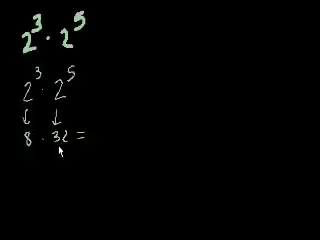 2³ · 2⁵
2³ · 2⁵
↓ ↓
8 · 32 =